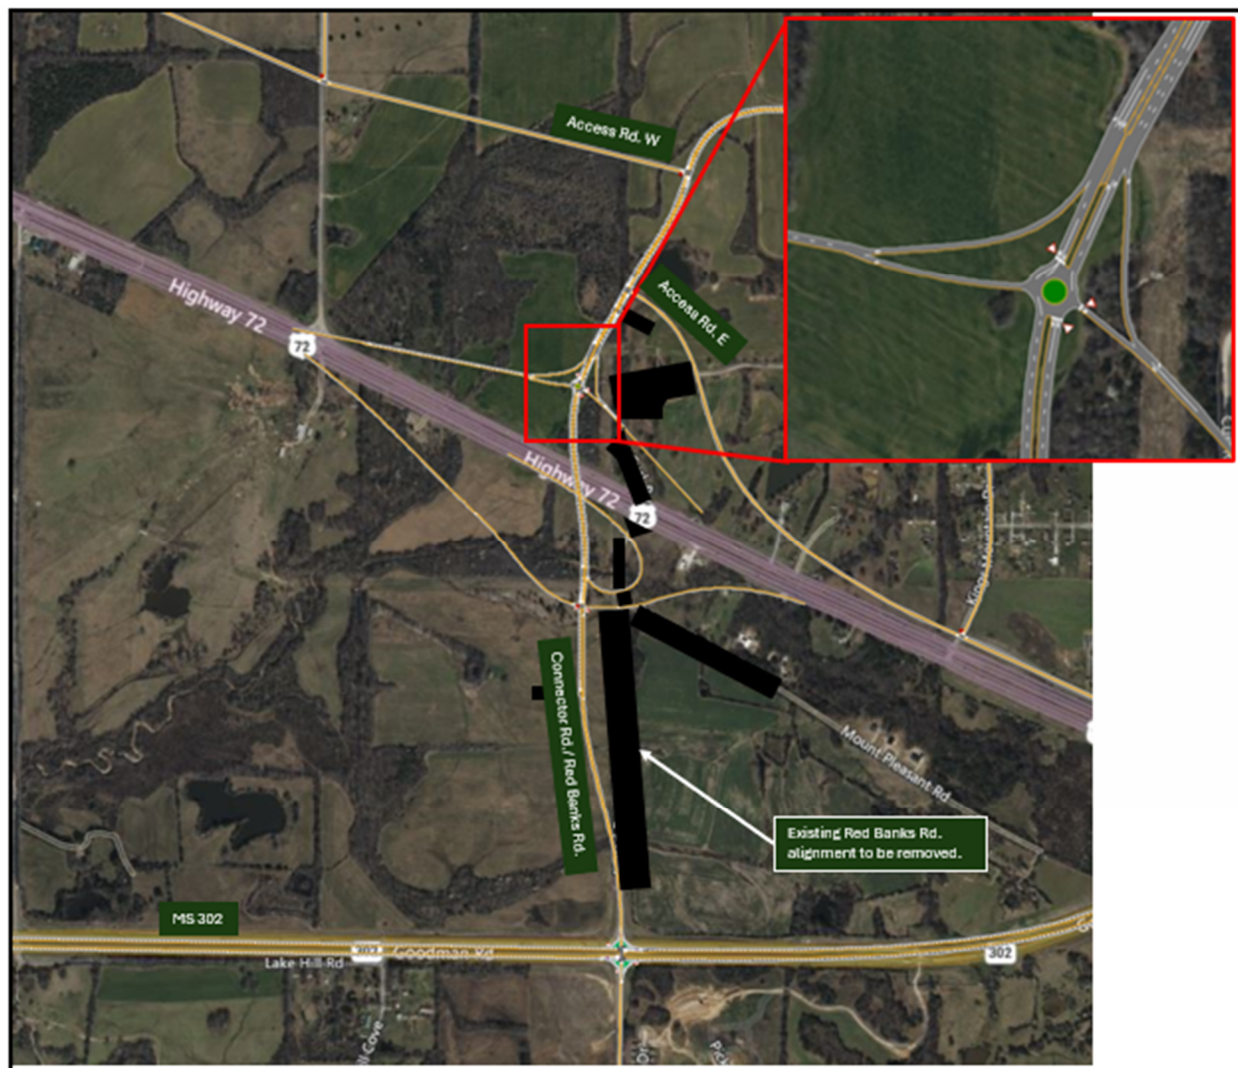 Access Rd. W
Access Rd. E
Highway 72
72
Highway 72
72
Connector Rd./ Red Banks Rd.
Mount Pleasant Rd
Existing Red Banks Rd.
alignment to be removed.
MS 302
302
Goodman Rd
302
Lake Hill Rd